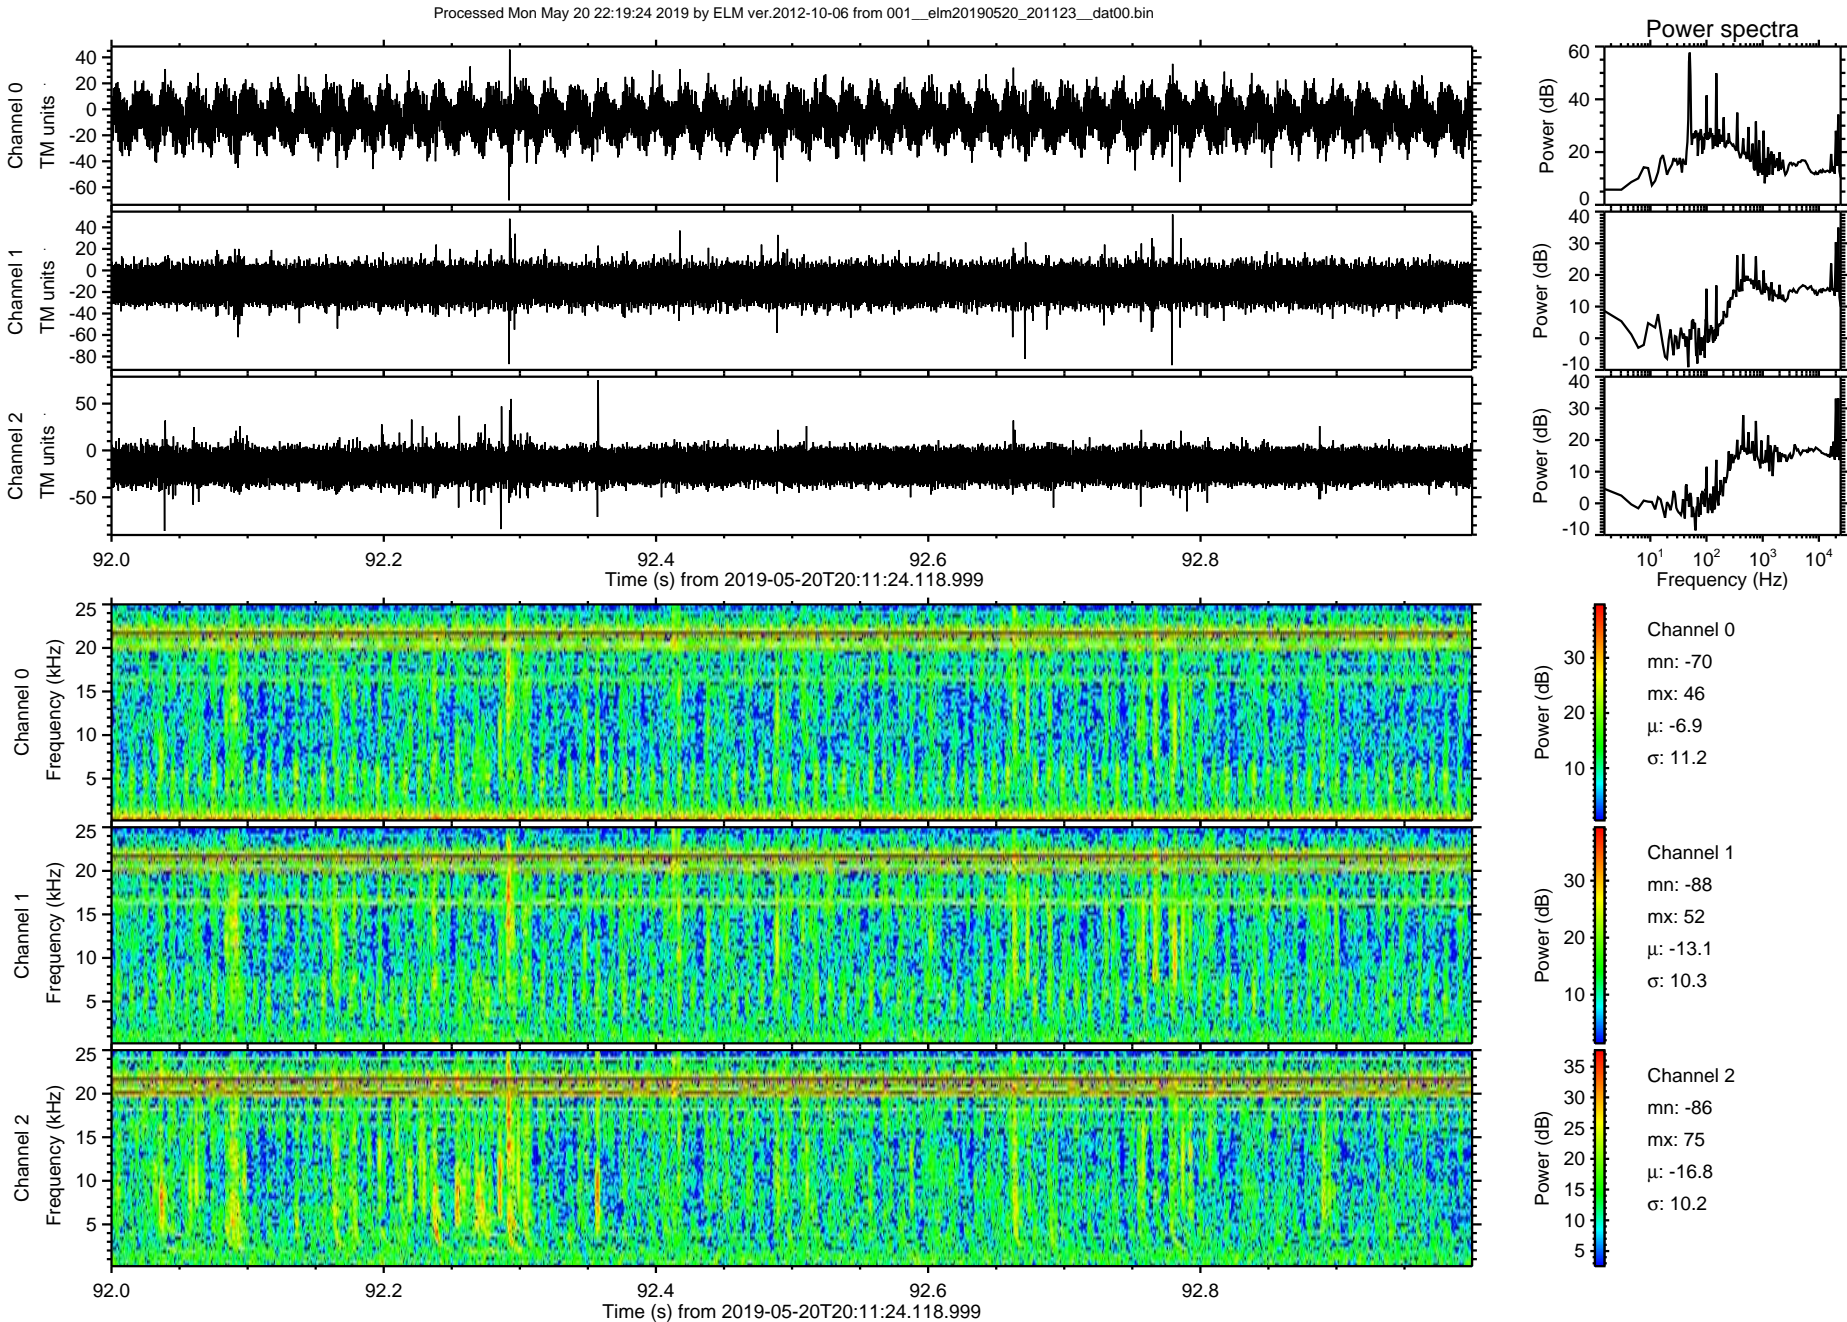 Processed Mon May 20 22:19:24 2019 by ELM ver.2012-10-06 from 001__elm20190520_201123__dat00.bin
Power spectra
Channel 0
TM units
40
20
0
-20
-40
-60
Power (dB)
60
40
20
0
Channel 1
TM units
40
20
0
-20
-40
-60
-80
Power (dB)
40
30
20
10
0
-10
Channel 2
TM units
50
0
-50
Power (dB)
40
30
20
10
0
-10
92.0 92.2 92.4 92.6 92.8
Time (s) from 2019-05-20T20:11:24.118.999
10^1 10^2 10^3 10^4
Frequency (Hz)
Channel 0
Frequency (kHz)
25
20
15
10
5
Power (dB)
30
20
10
Channel 0
mn: -70
mx: 46
μ: -6.9
σ: 11.2
Channel 1
Frequency (kHz)
25
20
15
10
5
Power (dB)
30
20
10
Channel 1
mn: -88
mx: 52
μ: -13.1
σ: 10.3
Channel 2
Frequency (kHz)
25
20
15
10
5
Power (dB)
35
30
25
20
15
10
5
Channel 2
mn: -86
mx: 75
μ: -16.8
σ: 10.2
92.0 92.2 92.4 92.6 92.8
Time (s) from 2019-05-20T20:11:24.118.999